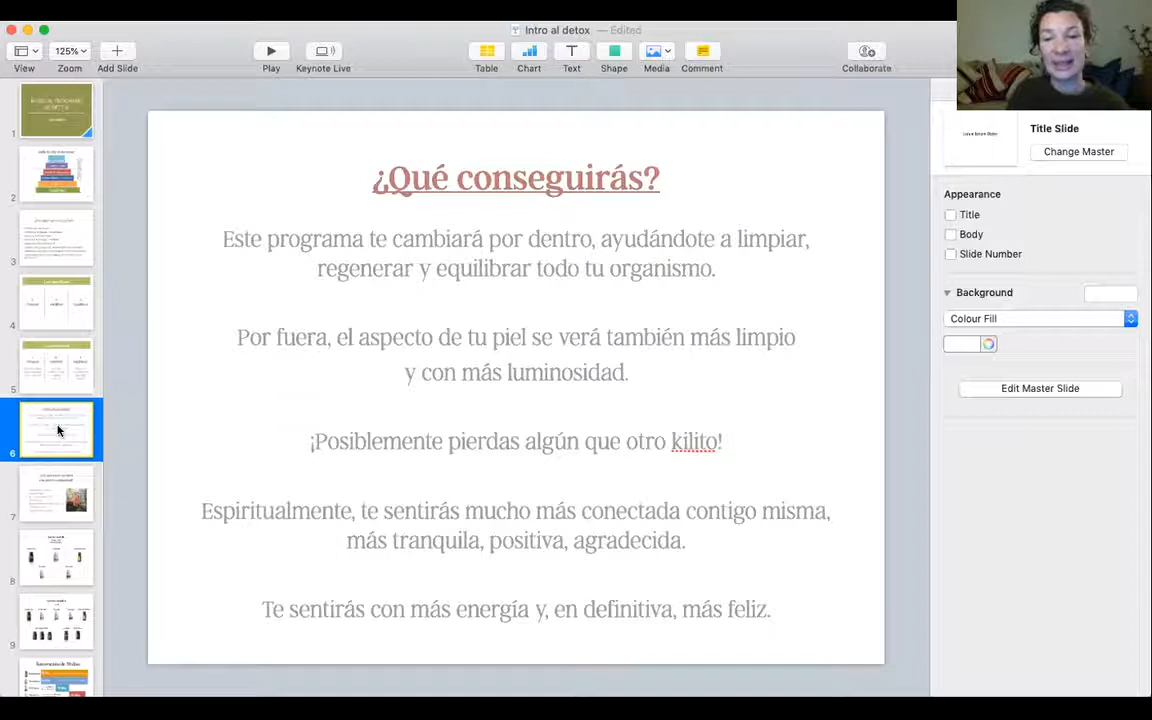 Intro al detox — Edited
View
125%
Zoom
Add Slide
Play
Keynote Live
Table
Chart
Text
Shape
Media
Comment
Collaborate
1
2
3
4
5
6
7
8
9
¿Qué conseguirás?
Este programa te cambiará por dentro, ayudándote a limpiar,
regenerar y equilibrar todo tu organismo.
Por fuera, el aspecto de tu piel se verá también más limpio
y con más luminosidad.
¡Posiblemente pierdas algún que otro kilito!
Espiritualmente, te sentirás mucho más conectada contigo misma,
más tranquila, positiva, agradecida.
Te sentirás con más energía y, en definitiva, más feliz.
Title Slide
Change Master
Appearance
Title
Body
Slide Number
Background
Colour Fill
Edit Master Slide